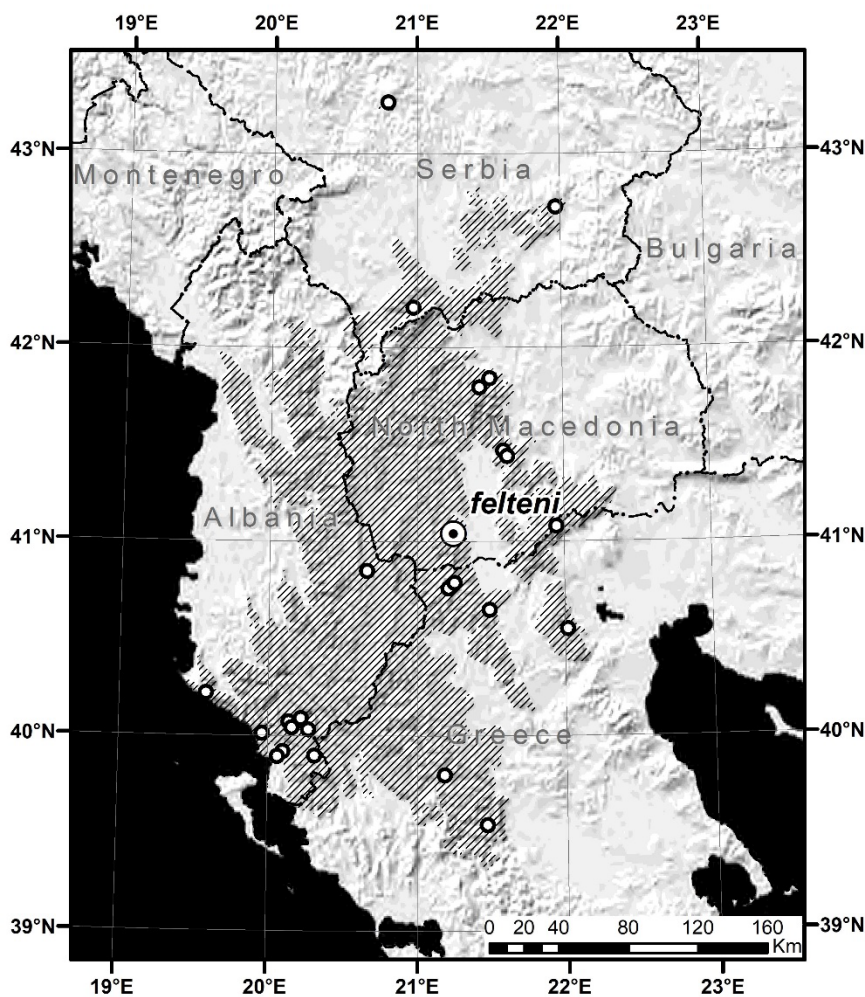 19°E 20°E 21°E 22°E 23°E
43°N 43°N
Montenegro Serbia
Bulgaria
42°N 42°N
North Macedonia
felteni
Albania
41°N 41°N
40°N 40°N
Greece
39°N 39°N
0 20 40 80 120 160
Km
19°E 20°E 21°E 22°E 23°E